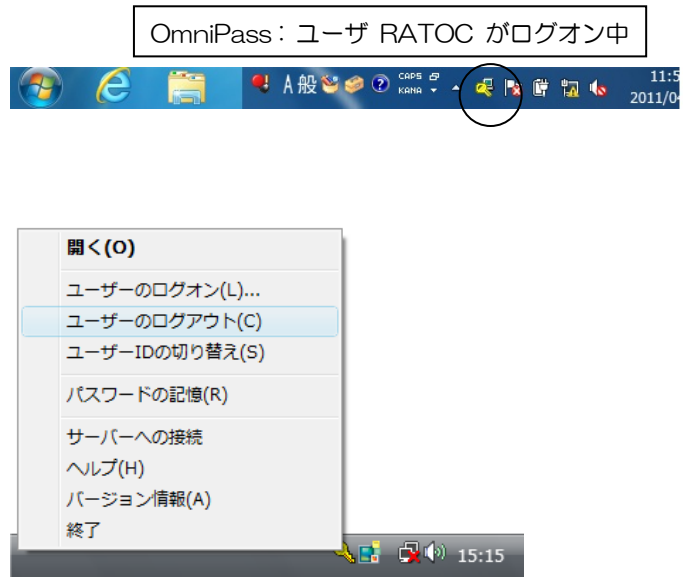 OmniPass：ユーザ RATOC がログオン中
A 般 CAPS KANA
11:5
2011/04
開く(O)
ユーザーのログオン(L)...
ユーザーのログアウト(C)
ユーザーIDの切り替え(S)
パスワードの記憶(R)
サーバーへの接続
ヘルプ(H)
バージョン情報(A)
終了
15:15